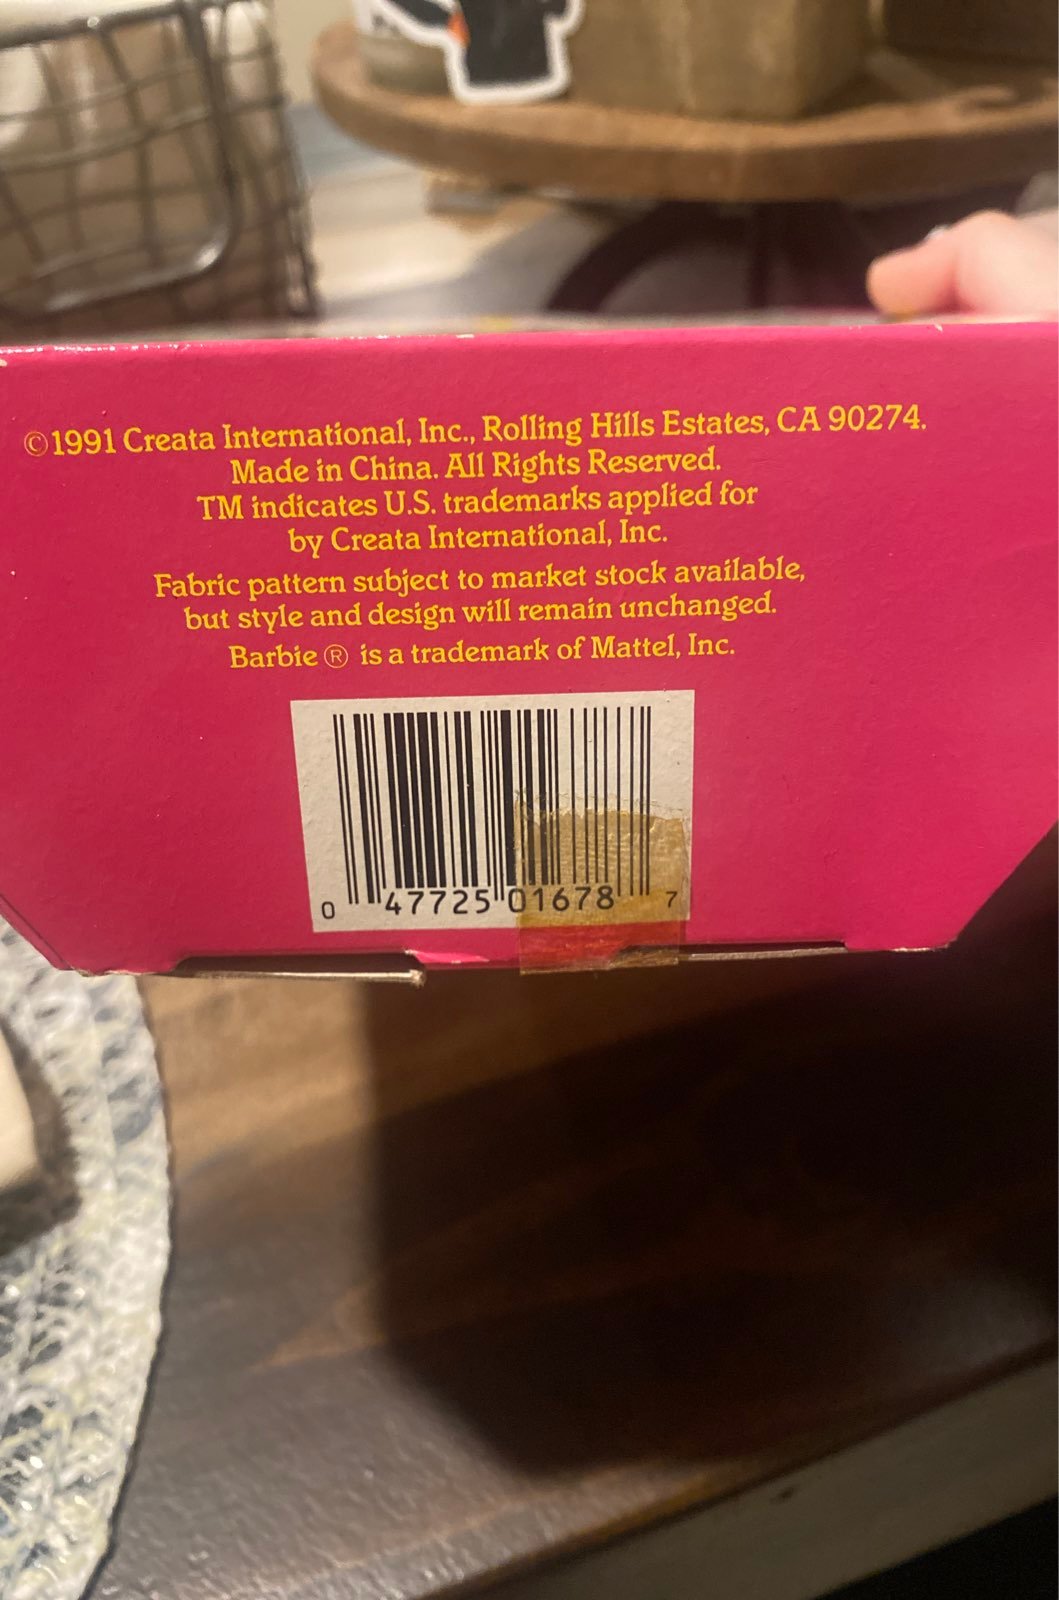 ©1991 Creata International, Inc., Rolling Hills Estates, CA 90274.
Made in China. All Rights Reserved.
TM indicates U.S. trademarks applied for
by Creata International, Inc.
Fabric pattern subject to market stock available,
but style and design will remain unchanged.
Barbie ® is a trademark of Mattel, Inc.
0 47725 01678 7